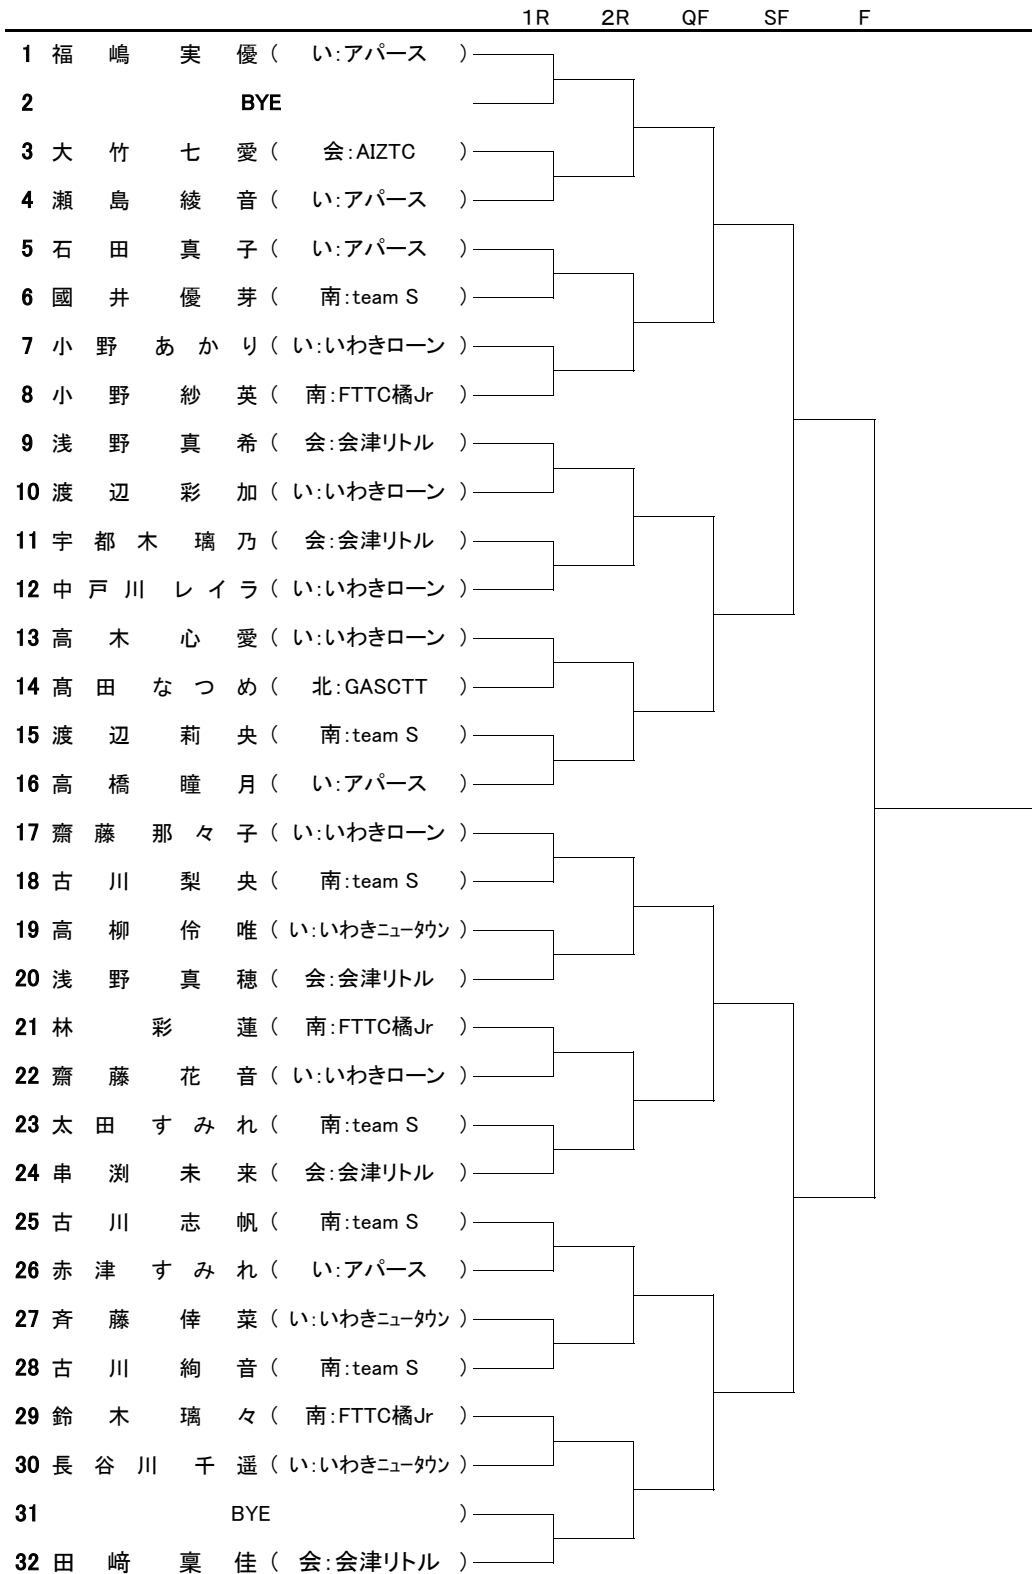 1R 2R QF SF F
1 福嶋 実優 ( い:アパース )
2 BYE
3 大竹 七愛 ( 会:AIZTC )
4 瀬島 綾音 ( い:アパース )
5 石田 真子 ( い:アパース )
6 國井 優芽 ( 南:team S )
7 小野 あかり ( い:いわきローン )
8 小野 紗英 ( 南:FTTC橘Jr )
9 浅野 真希 ( 会:会津リトル )
10 渡辺 彩加 ( い:いわきローン )
11 宇都木 璃乃 ( 会:会津リトル )
12 中戸川 レイラ ( い:いわきローン )
13 高木 心愛 ( い:いわきローン )
14 髙田 なつめ ( 北:GASCTT )
15 渡辺 莉央 ( 南:team S )
16 高橋 瞳月 ( い:アパース )
17 齋藤 那々子 ( い:いわきローン )
18 古川 梨央 ( 南:team S )
19 高柳 伶唯 ( い:いわきニュータウン )
20 浅野 真穂 ( 会:会津リトル )
21 林 彩蓮 ( 南:FTTC橘Jr )
22 齋藤 花音 ( い:いわきローン )
23 太田 すみれ ( 南:team S )
24 串渕 未来 ( 会:会津リトル )
25 古川 志帆 ( 南:team S )
26 赤津 すみれ ( い:アパース )
27 斉藤 倖菜 ( い:いわきニュータウン )
28 古川 絢音 ( 南:team S )
29 鈴木 璃々 ( 南:FTTC橘Jr )
30 長谷川 千遥 ( い:いわきニュータウン )
31 BYE )
32 田﨑 稟佳 ( 会:会津リトル )